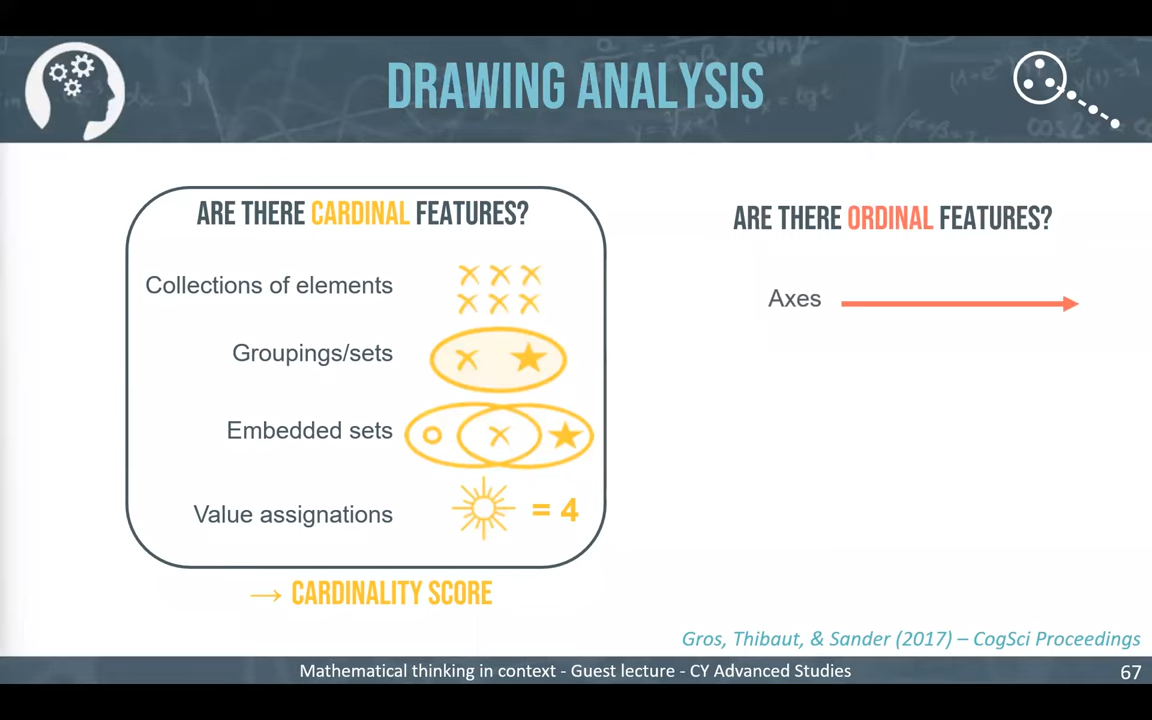 DRAWING ANALYSIS
ARE THERE CARDINAL FEATURES?
Collections of elements
Groupings/sets
Embedded sets
Value assignations
= 4
→ CARDINALITY SCORE
ARE THERE ORDINAL FEATURES?
Axes
Gros, Thibaut, & Sander (2017) – CogSci Proceedings
Mathematical thinking in context - Guest lecture - CY Advanced Studies
67